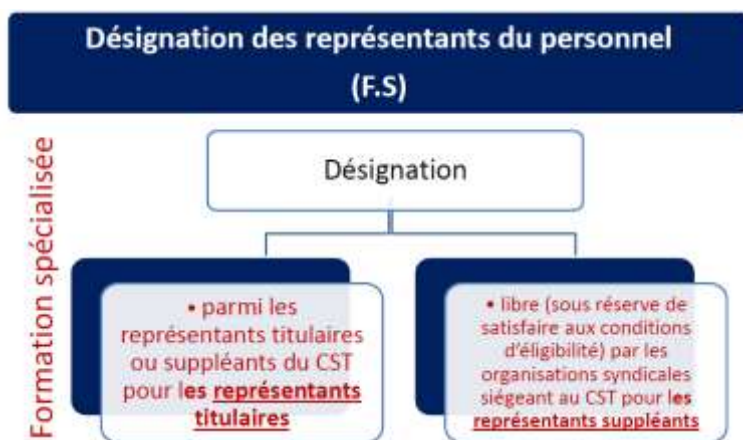 Désignation des représentants du personnel
(F.S)
Formation spécialisée
Désignation
• parmi les
représentants titulaires
ou suppléants du CST
pour les représentants
titulaires
• libre (sous réserve de
satisfaire aux conditions
d'éligibilité) par les
organisations syndicales
siégeant au CST pour les
représentants suppléants